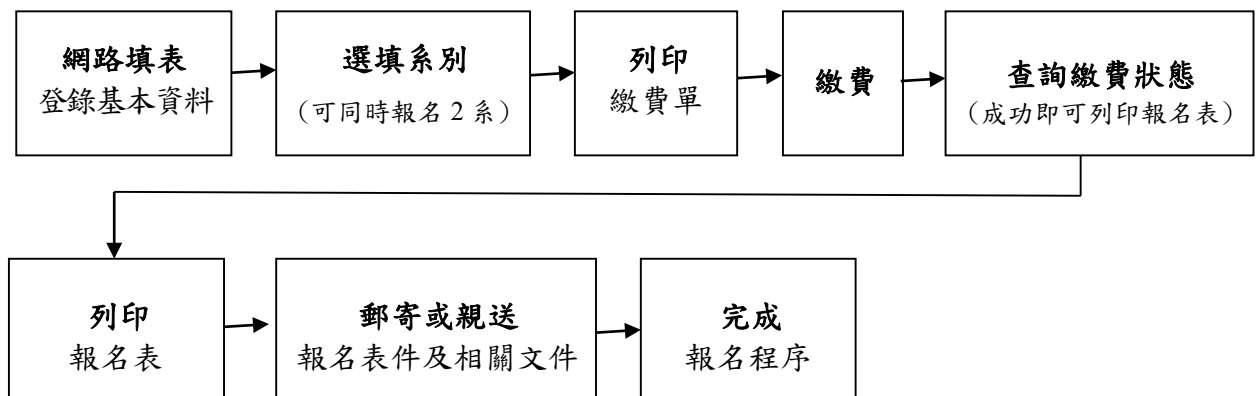 網路填表
登錄基本資料
選填系別
（可同時報名 2 系）
列印
繳費單
繳費
查詢繳費狀態
（成功即可列印報名表）
列印
報名表
郵寄或親送
報名表件及相關文件
完成
報名程序